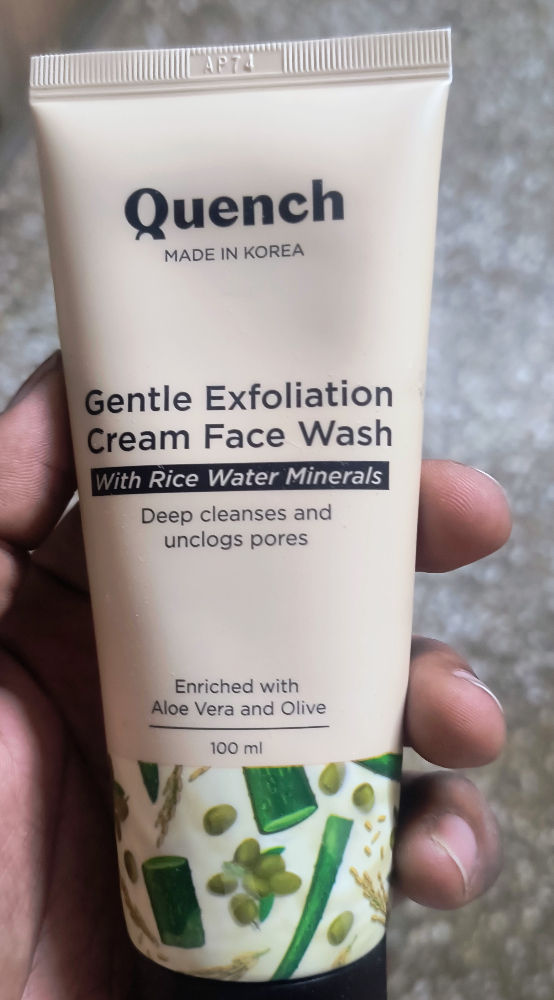 AP74
Quench
MADE IN KOREA
Gentle Exfoliation
Cream Face Wash
With Rice Water Minerals
Deep cleanses and
unclogs pores
Enriched with
Aloe Vera and Olive
100 ml